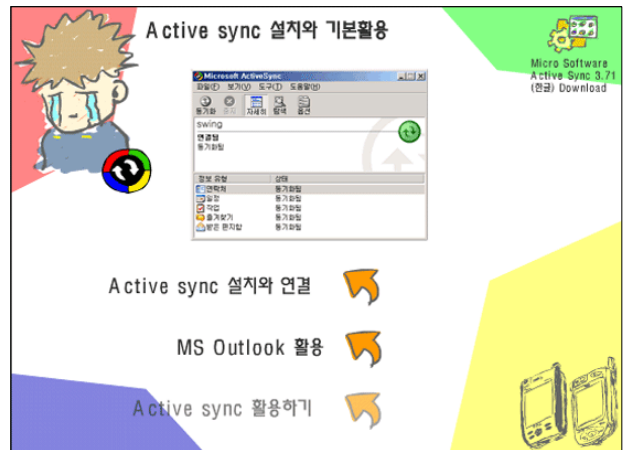 Active sync 설치와 기본활용
Micro Software
Active Sync 3.71
(한글) Download
Microsoft ActiveSync
파일(F) 보기(V) 도구(T) 도움말(H)
동기화 중지 자세히 탐색 옵션
swing
연결됨
동기화됨
정보 유형 상태
연락처 동기화됨
일정 동기화됨
작업 동기화됨
즐겨찾기 동기화됨
받은 편지함 동기화됨
Active sync 설치와 연결
MS Outlook 활용
Active sync 활용하기